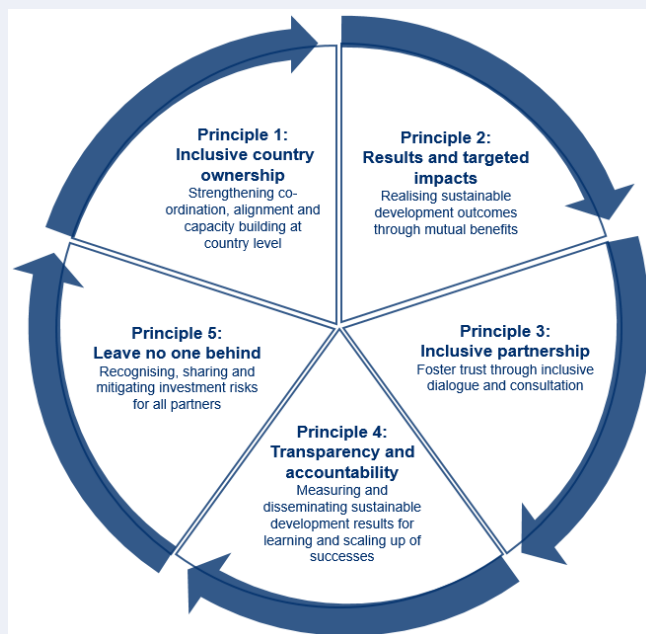 Principle 1:
Inclusive country
ownership
Strengthening co-
ordination, alignment and
capacity building at
country level
Principle 2:
Results and targeted
impacts
Realising sustainable
development outcomes
through mutual benefits
Principle 3:
Inclusive partnership
Foster trust through inclusive
dialogue and consultation
Principle 4:
Transparency and
accountability
Measuring and
disseminating sustainable
development results for
learning and scaling up of
successes
Principle 5:
Leave no one behind
Recognising, sharing and
mitigating investment risks
for all partners